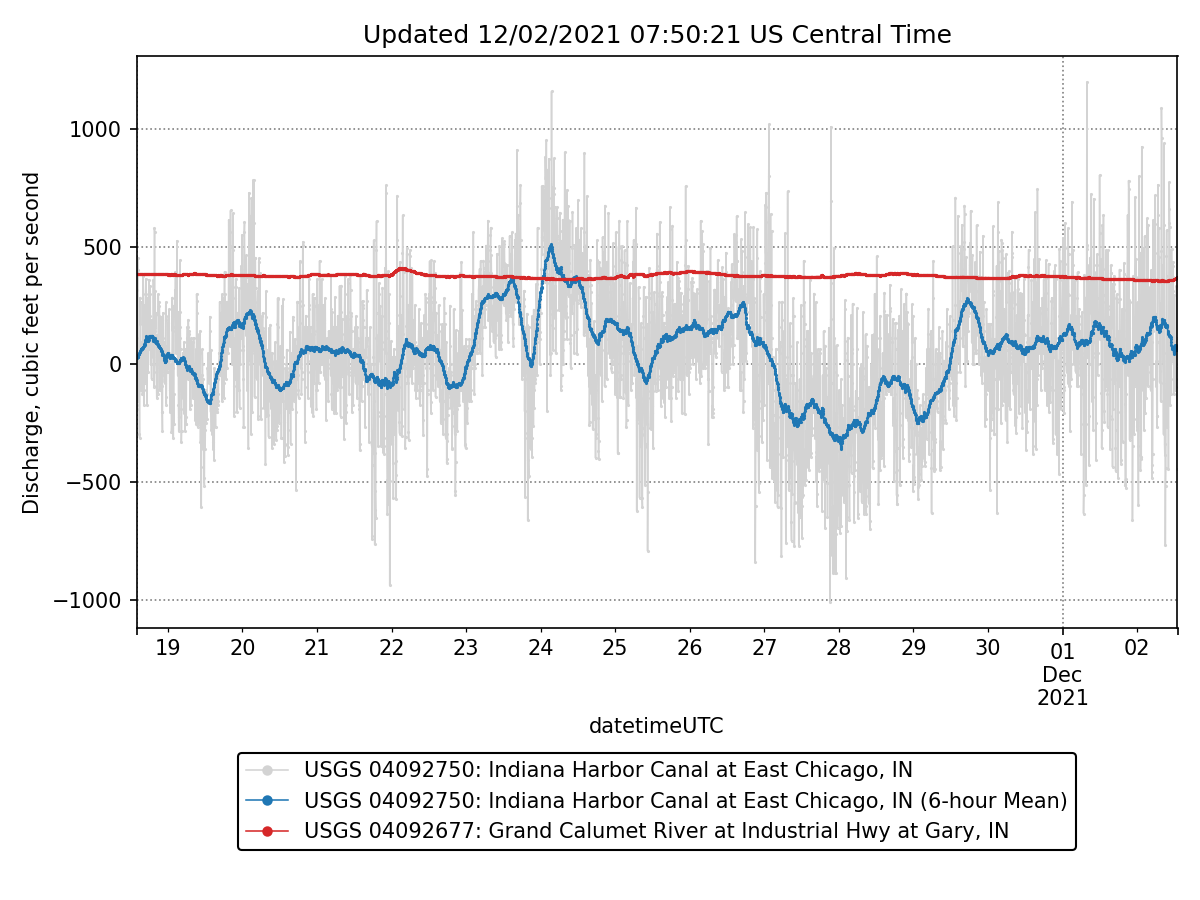 Updated 12/02/2021 07:50:21 US Central Time
Discharge, cubic feet per second
1000
500
0
−500
−1000
19 20 21 22 23 24 25 26 27 28 29 30 01 02
Dec
2021
datetimeUTC
USGS 04092750: Indiana Harbor Canal at East Chicago, IN
USGS 04092750: Indiana Harbor Canal at East Chicago, IN (6-hour Mean)
USGS 04092677: Grand Calumet River at Industrial Hwy at Gary, IN